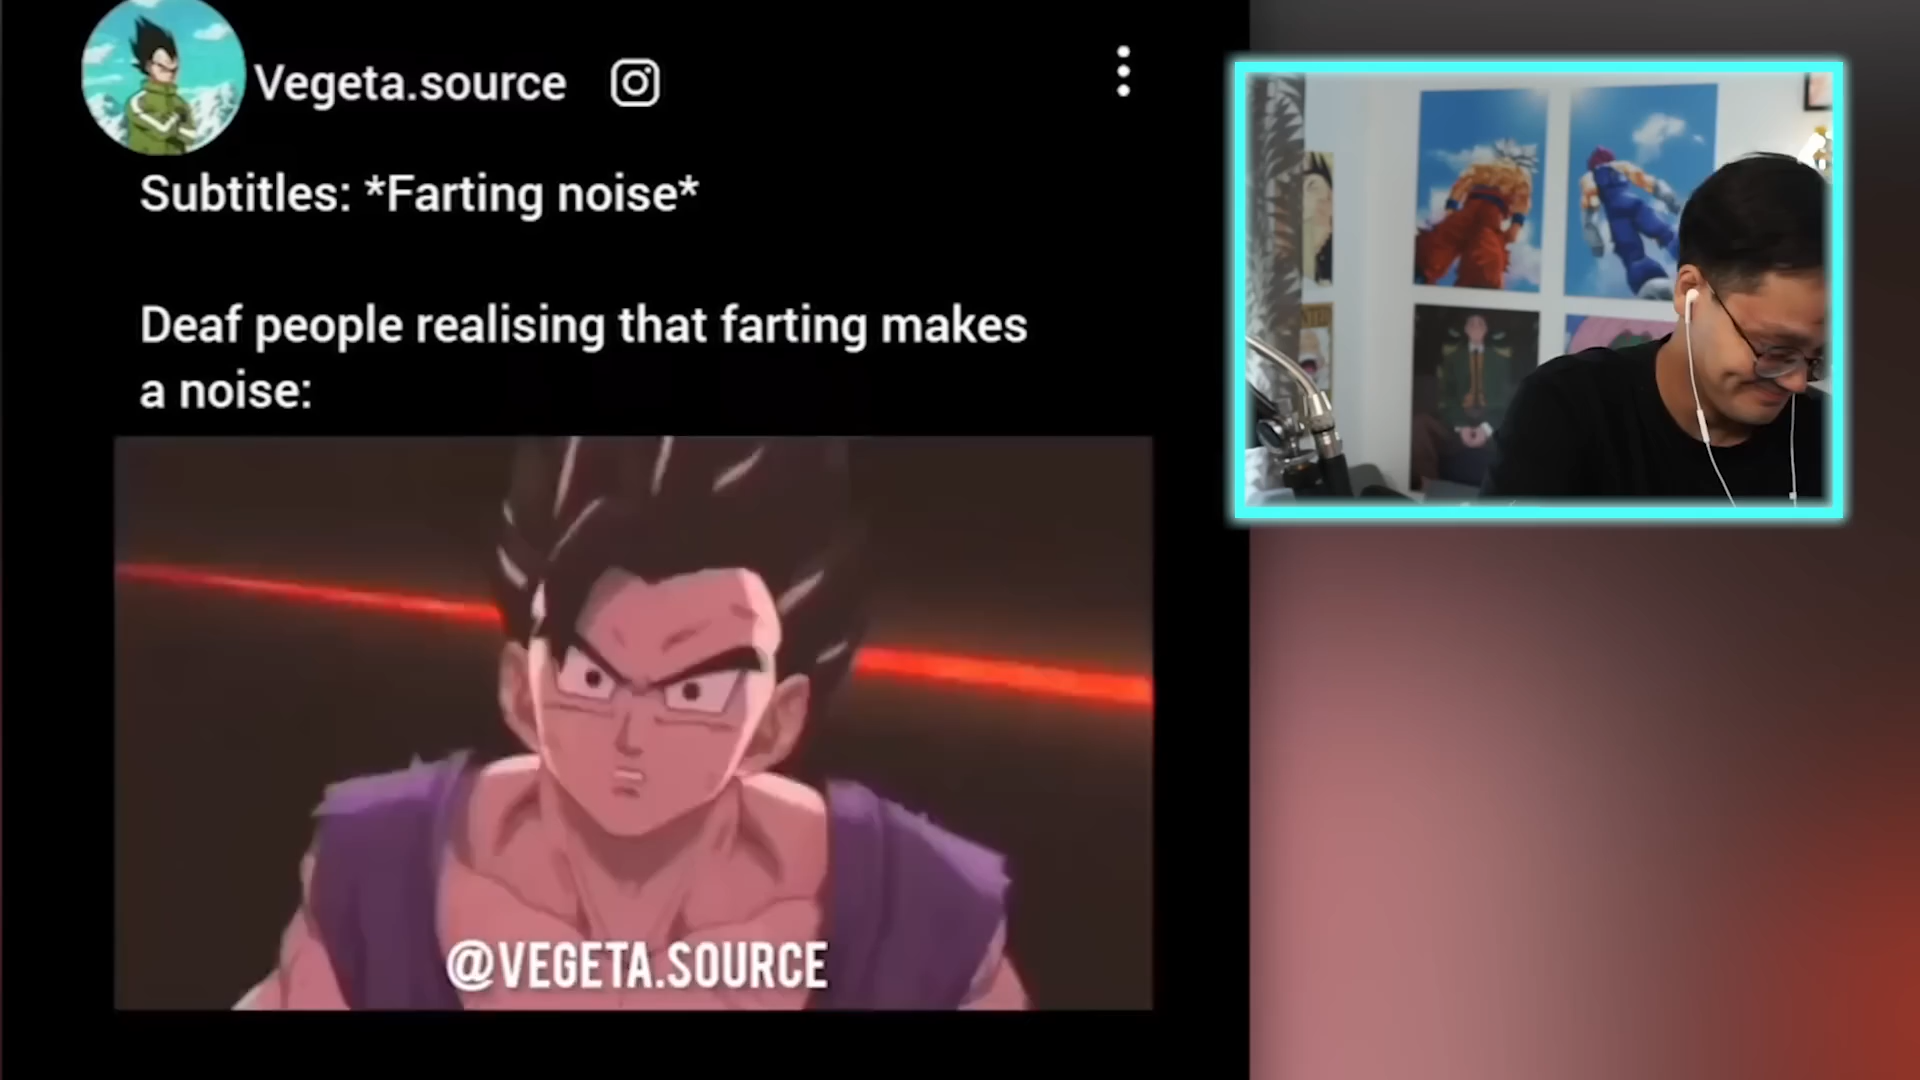 Vegeta.source
Subtitles: *Farting noise*
Deaf people realising that farting makes
a noise:
@VEGETA.SOURCE